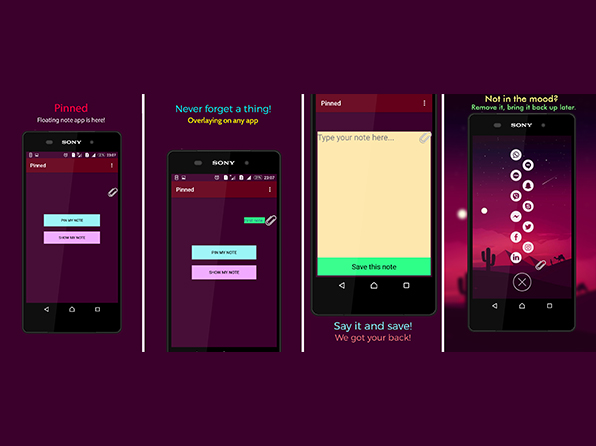 Pinned
Floating note app is here!
SONY
23:07
Pinned
PIN MY NOTE
SHOW MY NOTE
Never forget a thing!
Overlaying on any app
SONY
23:07
Pinned
PIN MY NOTE
SHOW MY NOTE
Pinned
Type your note here...
Save this note
Say it and save!
We got your back!
Not in the mood?
Remove it, bring it back up later.
SONY